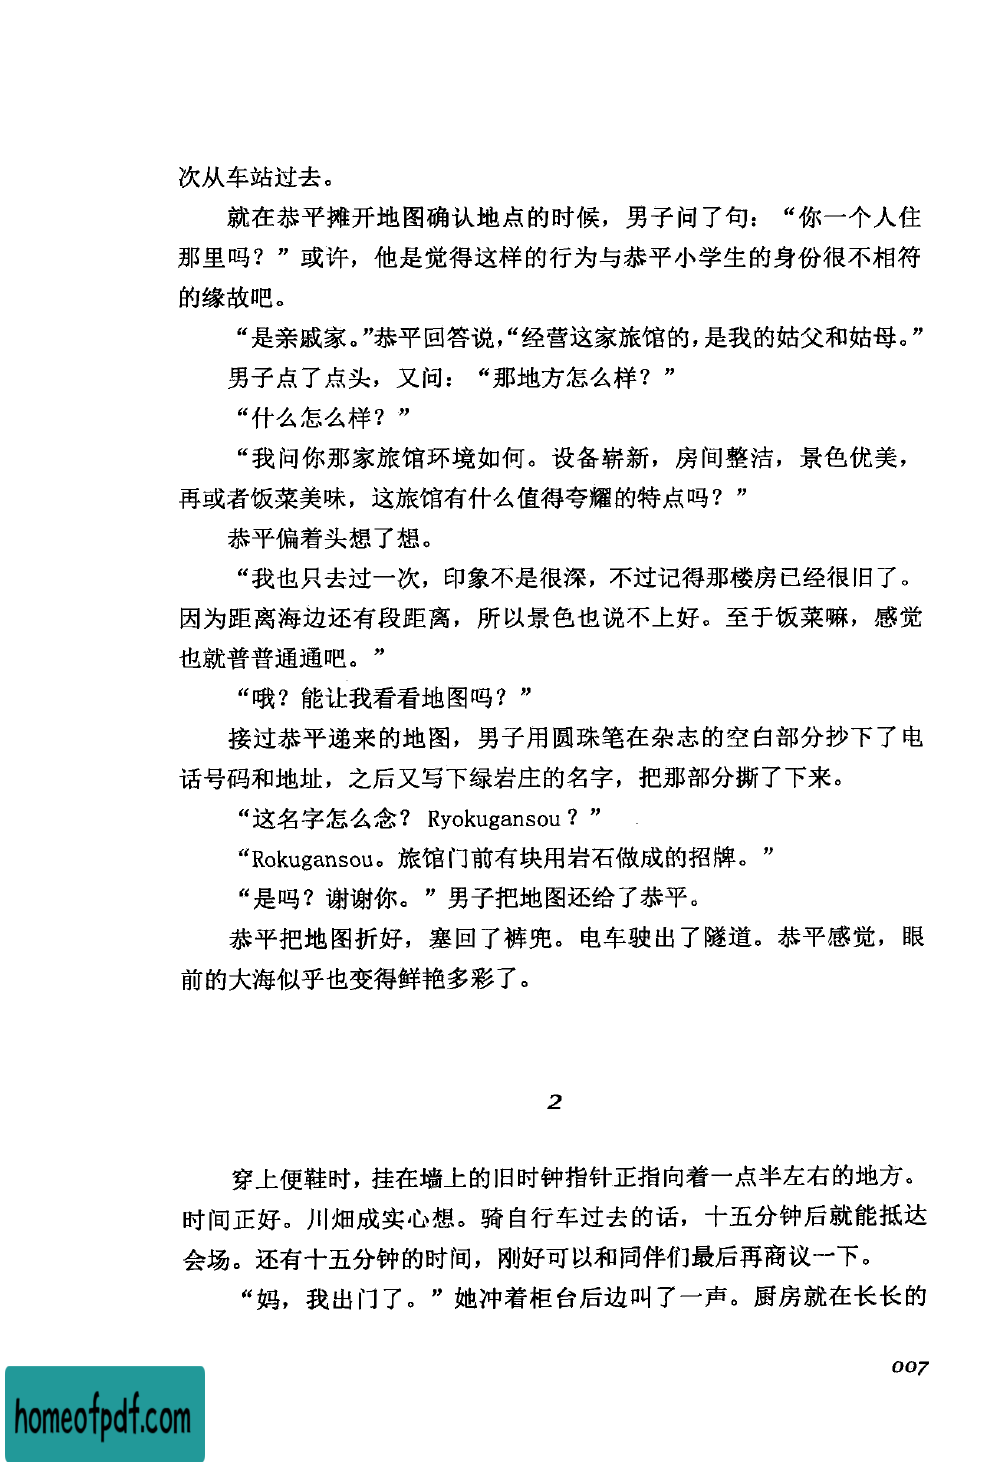 次从车站过去。
就在恭平摊开地图确认地点的时候，男子问了句：“你一个人住
那里吗？”或许，他是觉得这样的行为与恭平小学生的身份很不相符
的缘故吧。
“是亲戚家。”恭平回答说，“经营这家旅馆的，是我的姑父和姑母。”
男子点了点头，又问：“那地方怎么样？”
“什么怎么样？”
“我问你那家旅馆环境如何。设备崭新，房间整洁，景色优美，
再或者饭菜美味，这旅馆有什么值得夸耀的特点吗？”
恭平偏着头想了想。
“我也只去过一次，印象不是很深，不过记得那楼房已经很旧了。
因为距离海边还有段距离，所以景色也说不上好。至于饭菜嘛，感觉
也就普普通通吧。”
“哦？能让我看看地图吗？”
接过恭平递来的地图，男子用圆珠笔在杂志的空白部分抄下了电
话号码和地址，之后又写下绿岩庄的名字，把那部分撕了下来。
“这名字怎么念？ Ryokugansou？”
“Rokugansou。旅馆门前有块用岩石做成的招牌。”
“是吗？谢谢你。”男子把地图还给了恭平。
恭平把地图折好，塞回了裤兜。电车驶出了隧道。恭平感觉，眼
前的大海似乎也变得鲜艳多彩了。
2
穿上便鞋时，挂在墙上的旧时钟指针正指向着一点半左右的地方。
时间正好。川畑成实心想。骑自行车过去的话，十五分钟后就能抵达
会场。还有十五分钟的时间，刚好可以和同伴们最后再商议一下。
“妈，我出门了。”她冲着柜台后边叫了一声。厨房就在长长的
007
homeofpdf.com